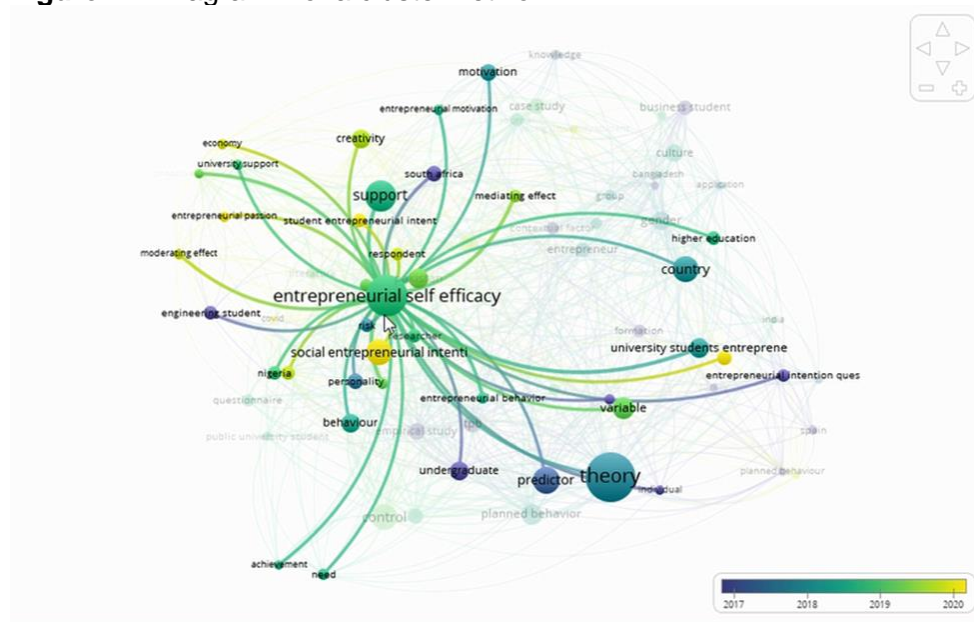 knowledge
motivation
case study
business student
entrepreneurial motivation
creativity
economy
culture
university support
south africa
bangladesh
application
support
mediating effect
group
entrepreneurial passion
student entrepreneurial intent
gender
contextual factor
higher education
entrepreneur
moderating effect
respondent
country
entrepreneurial self efficacy
engineering student
covid
india
risk
formation
researcher
university students entreprene
social entrepreneurial intenti
nigeria
entrepreneurial intention ques
personality
questionnaire
entrepreneurial behavior
variable
behaviour
tpb
empirical study
spain
public university student
undergraduate
planned behaviour
predictor
theory
individual
control
planned behavior
achievement
need
2017 2018 2019 2020